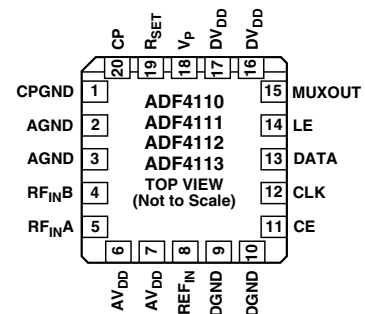 CP
RSET
VP
DVDD
DVDD
20
19
18
17
16
CPGND 1
AGND 2
AGND 3
RFINB 4
RFINA 5
ADF4110
ADF4111
ADF4112
ADF4113
TOP VIEW
(Not to Scale)
15 MUXOUT
14 LE
13 DATA
12 CLK
11 CE
6
7
8
9
10
AVDD
AVDD
REFIN
DGND
DGND